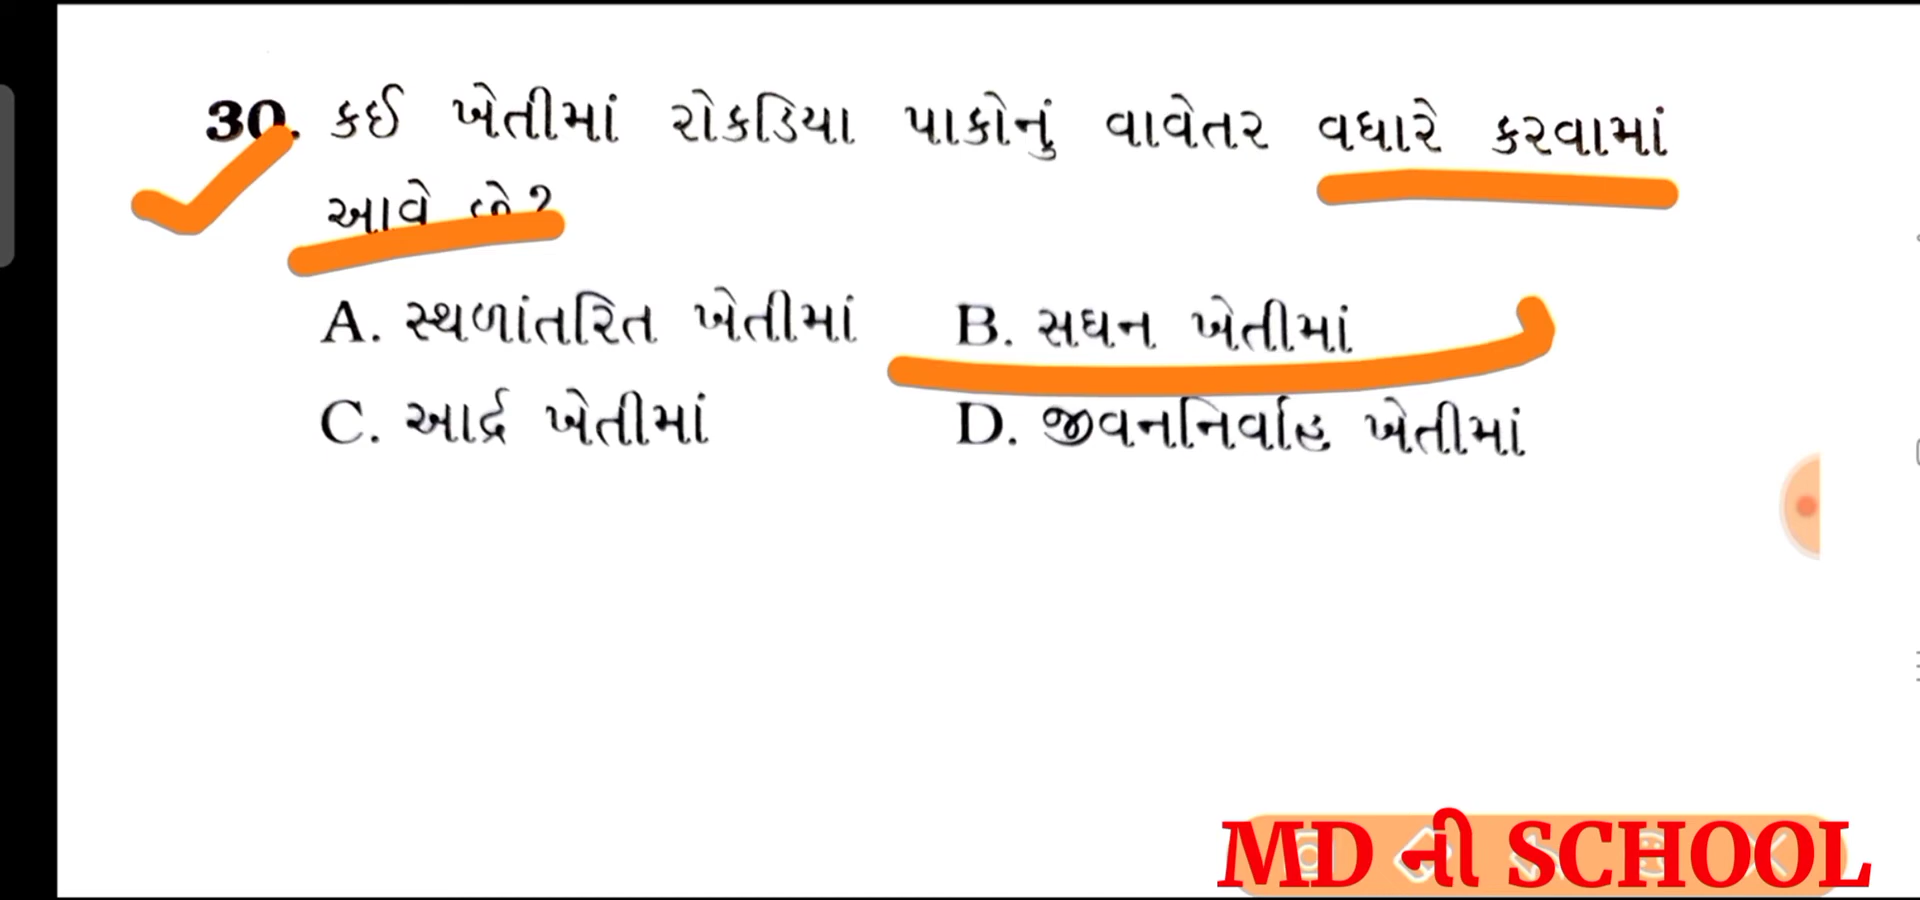 30. કઈ ખેતીમાં રોકડિયા પાકોનું વાવેતર વધારે કરવામાં
આવે છે?
A. સ્થળાંતરિત ખેતીમાં B. સઘન ખેતીમાં
C. આર્દ્ર ખેતીમાં D. જીવનનિર્વાહ ખેતીમાં
MD ની SCHOOL